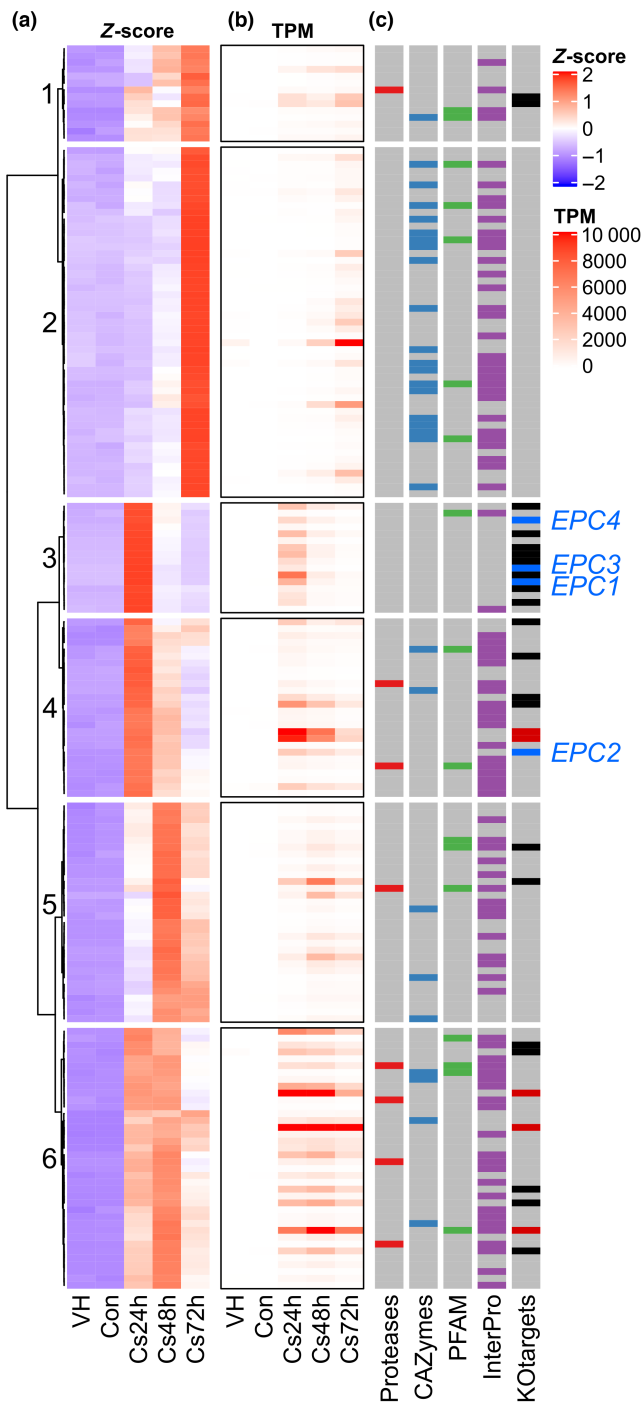 (a)
(b)
(c)
Z-score
TPM
1
2
3
4
5
6
Z-score
2
1
0
−1
−2
TPM
10 000
8000
6000
4000
2000
0
EPC4
EPC3
EPC1
EPC2
VH
Con
Cs24h
Cs48h
Cs72h
VH
Con
Cs24h
Cs48h
Cs72h
Proteases
CAZymes
PFAM
InterPro
KOtargets